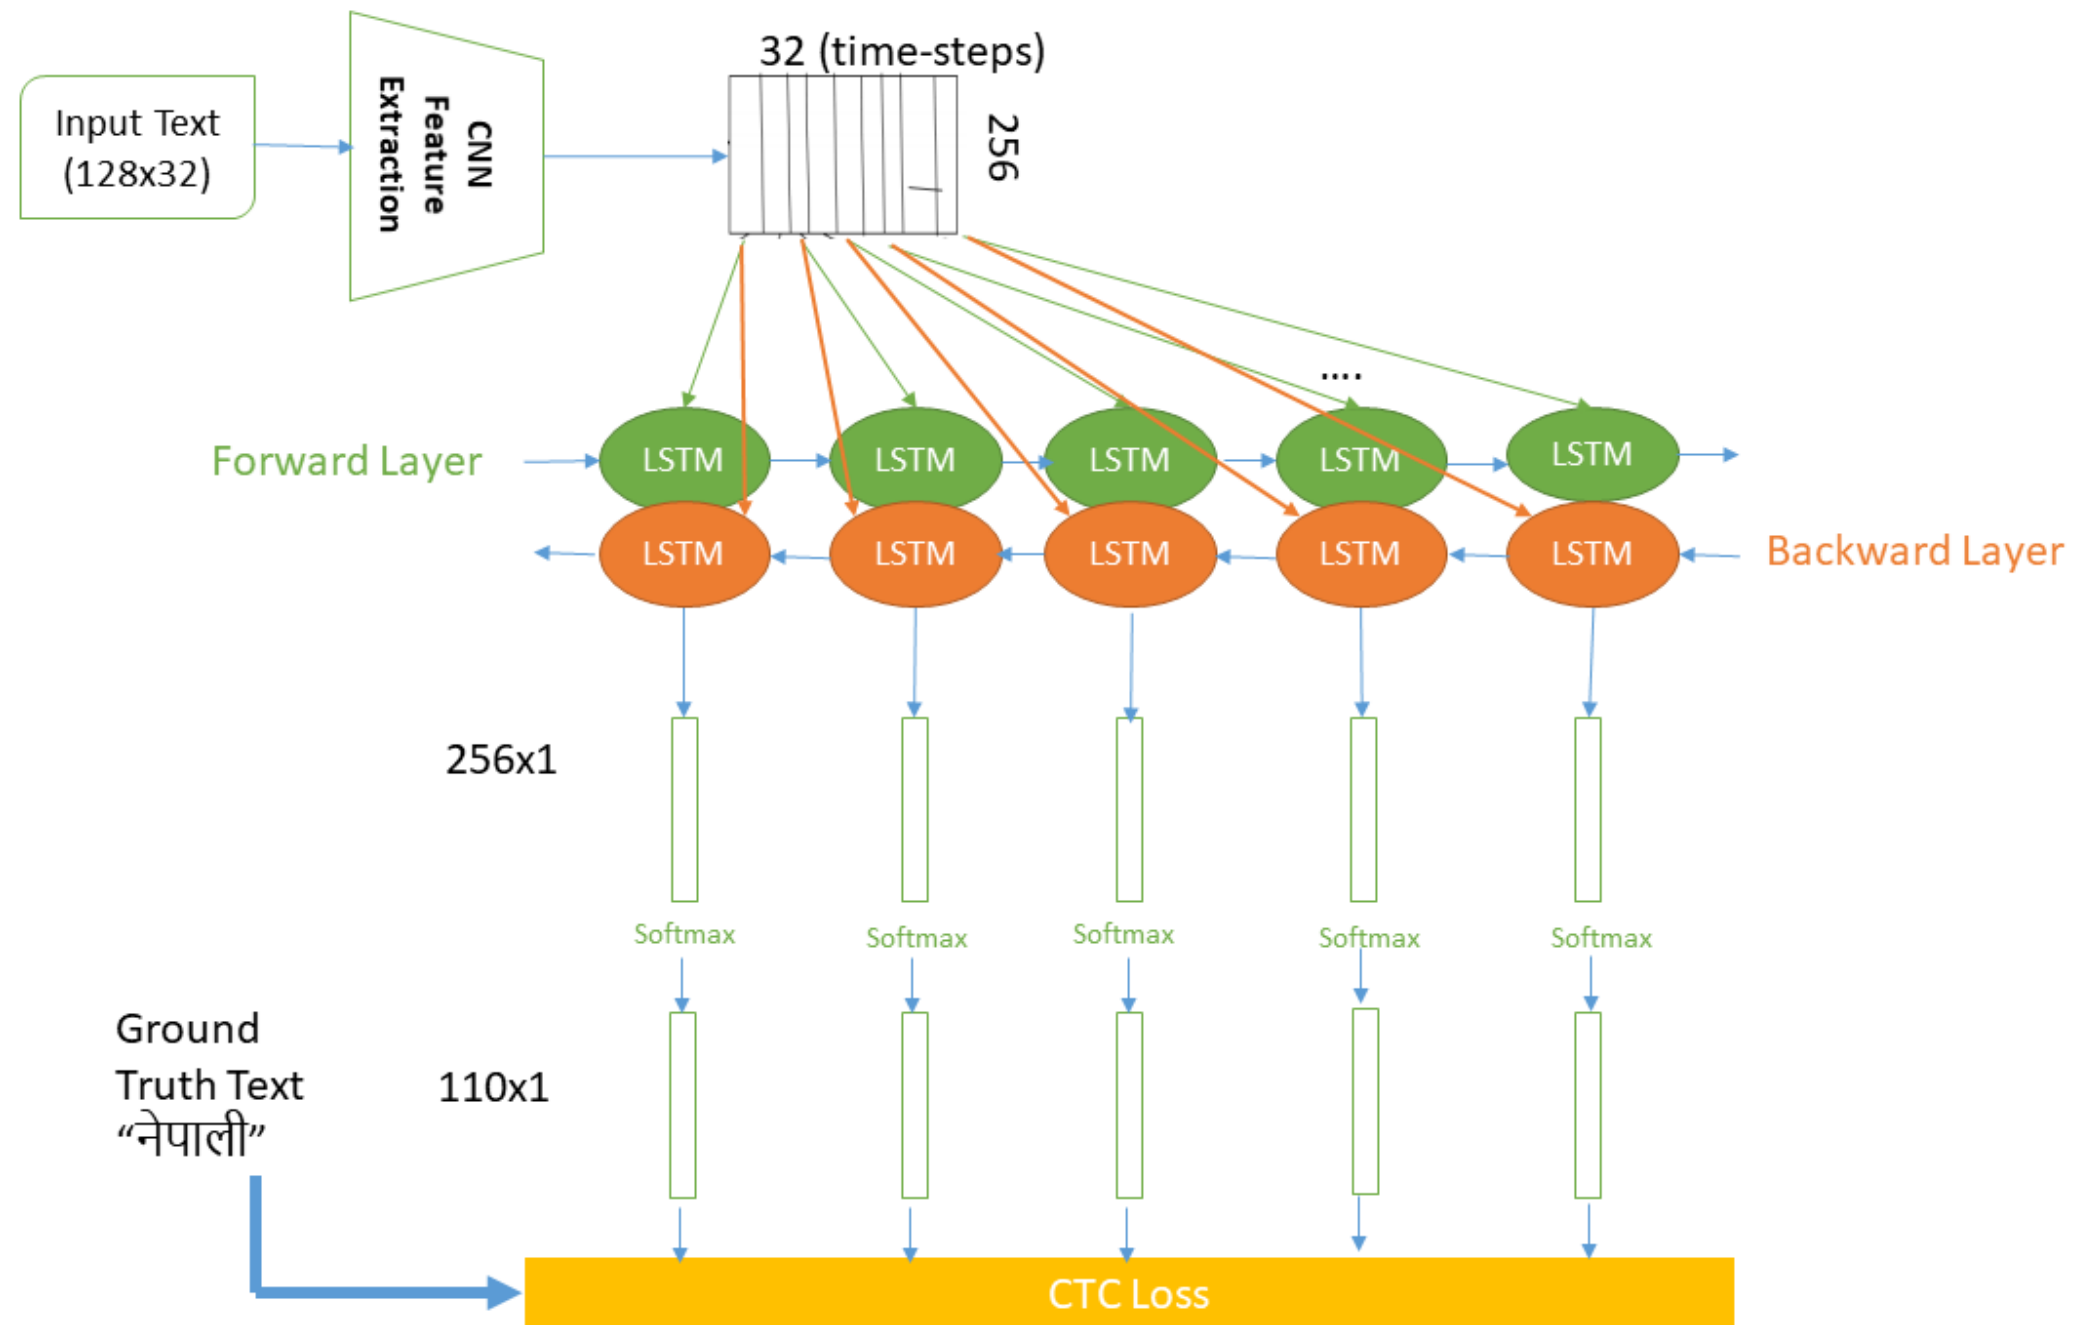 32 (time-steps)
Input Text
(128x32)
CNN
Feature
Extraction
256
....
Forward Layer
LSTM LSTM LSTM LSTM LSTM
LSTM LSTM LSTM LSTM LSTM
Backward Layer
256x1
Softmax Softmax Softmax Softmax Softmax
Ground
Truth Text
“नेपाली”
110x1
CTC Loss